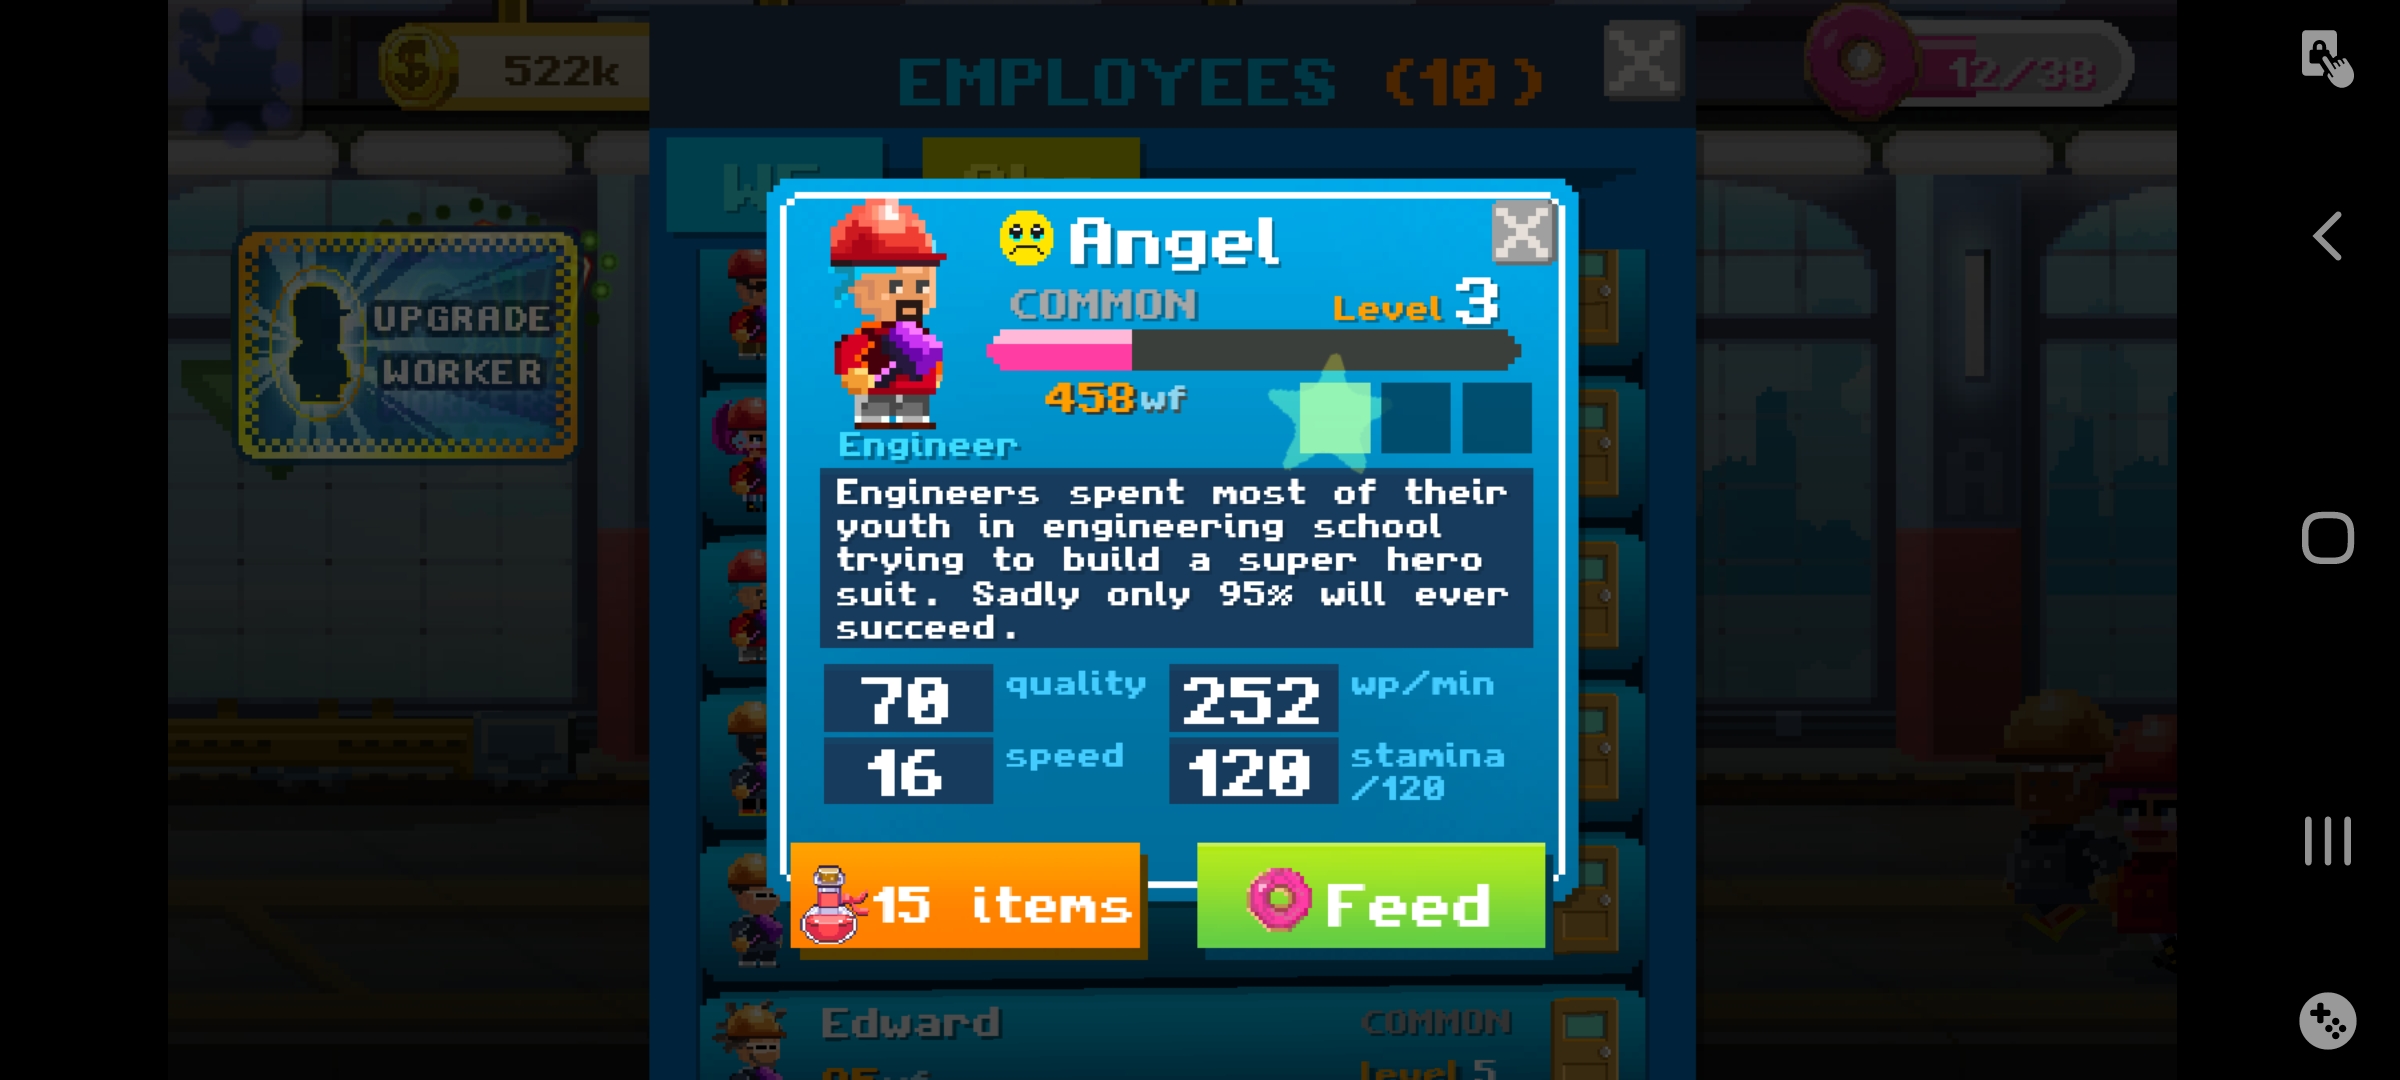 522k
EMPLOYEES (10)
12/38
UPGRADE
WORKER
Angel
COMMON
Level 3
458wf
Engineer
Engineers spent most of their
youth in engineering school
trying to build a super hero
suit. Sadly only 95% will ever
succeed.
70 quality
252 wp/min
16 speed
120 stamina
/120
15 items
Feed
Edward
COMMON
Level 5